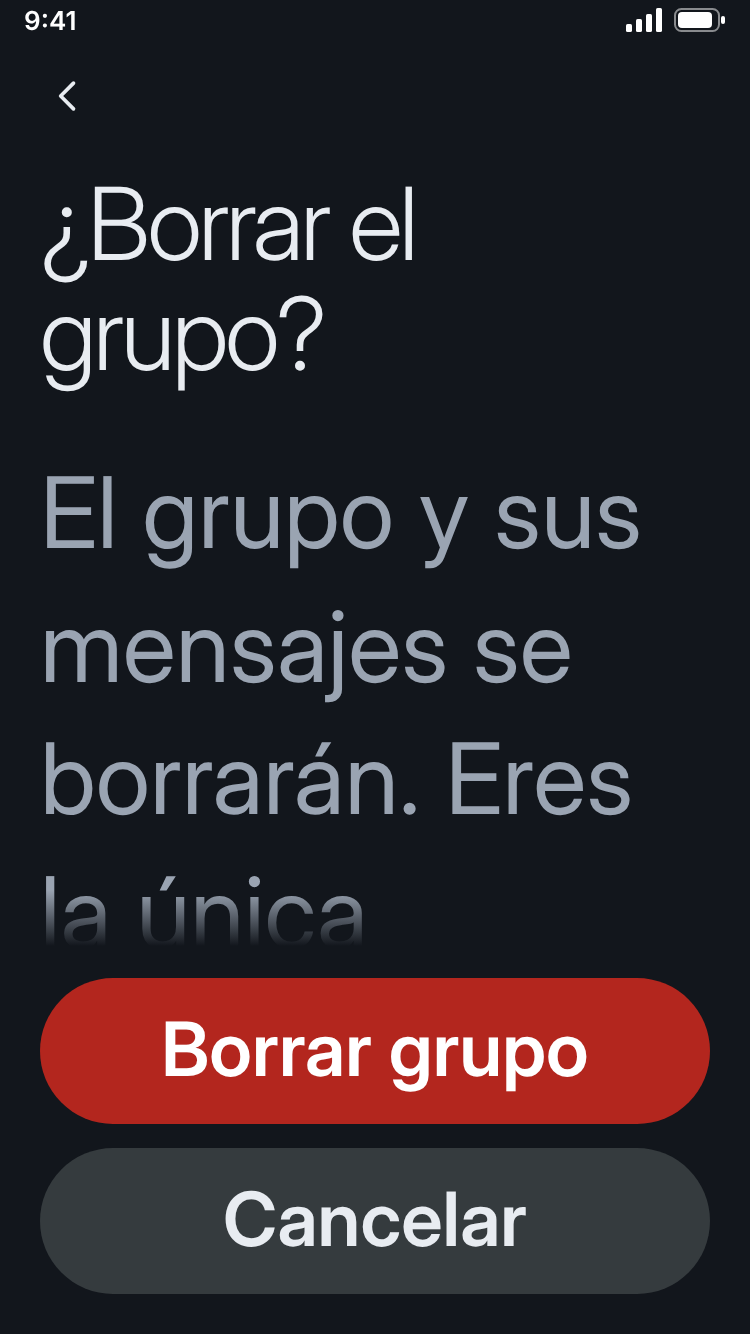 9:41
¿Borrar el
grupo?
El grupo y sus
mensajes se
borrarán. Eres
la única
Borrar grupo
Cancelar